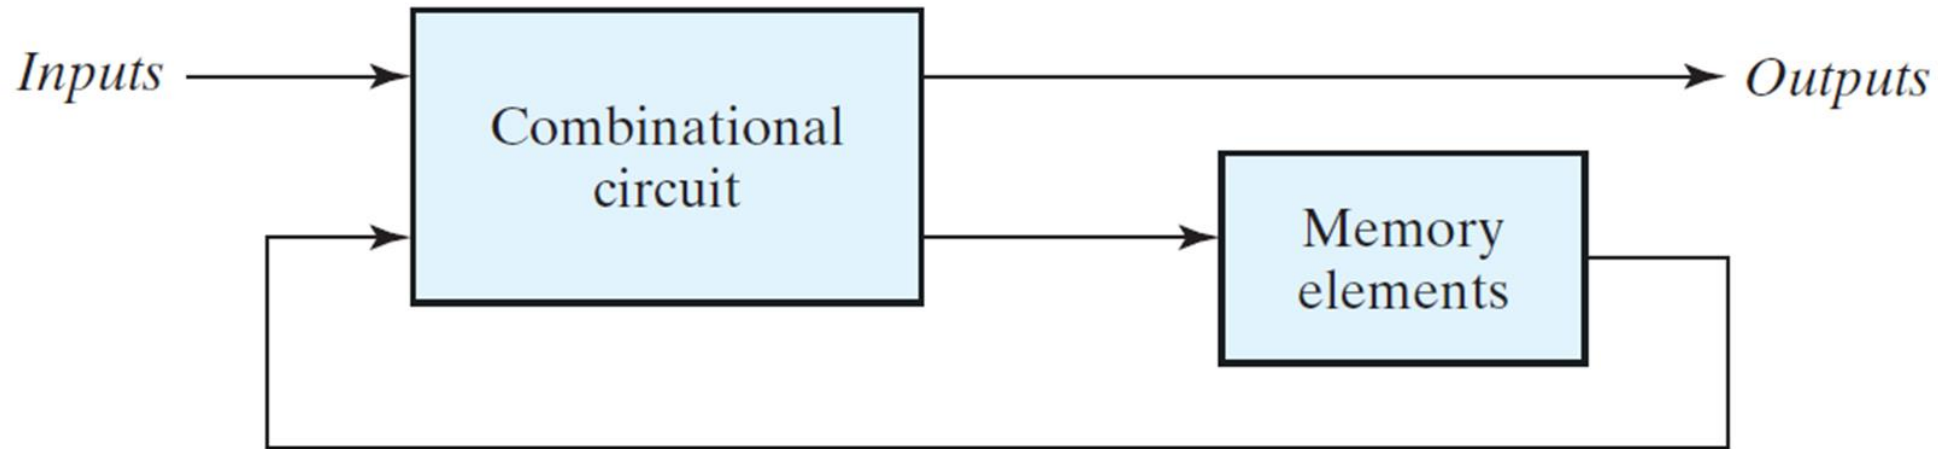 Inputs
Combinational
circuit
Outputs
Memory
elements